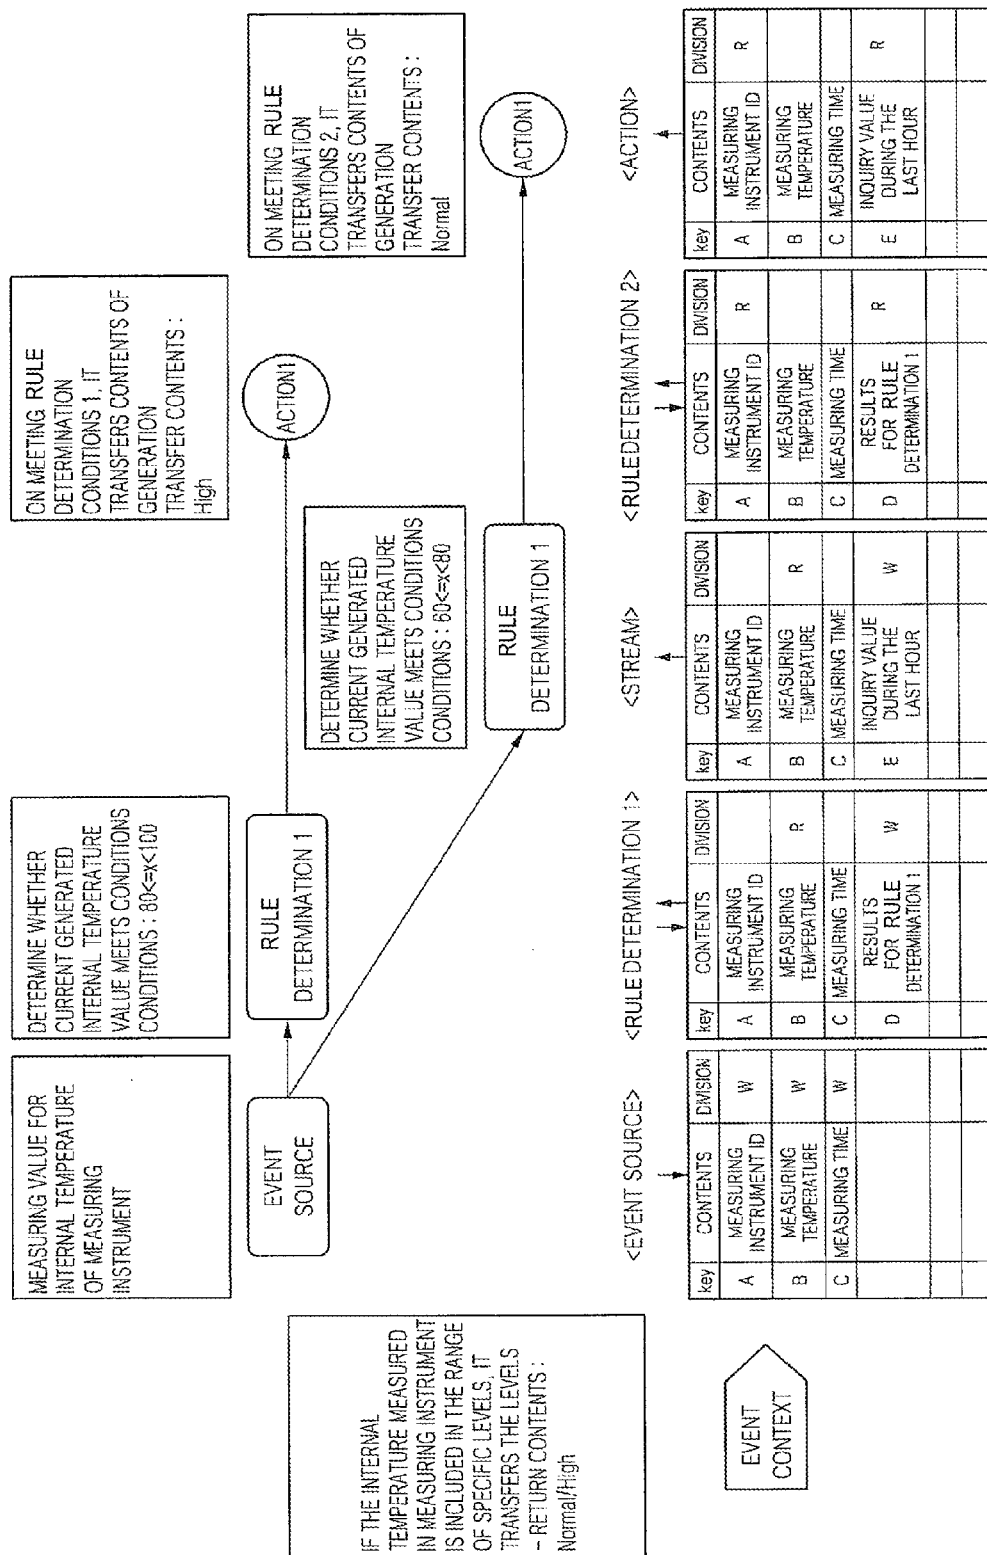 IF THE INTERNAL
TEMPERATURE MEASURED
IN MEASURING INSTRUMENT
IS INCLUDED IN THE RANGE
OF SPECIFIC LEVELS, IT
TRANSFERS THE LEVELS
- RETURN CONTENTS :
Normal/High
MEASURING VALUE FOR
INTERNAL TEMPERATURE
OF MEASURING
INSTRUMENT
EVENT
SOURCE
DETERMINE WHETHER
CURRENT GENERATED
INTERNAL TEMPERATURE
VALUE MEETS CONDITIONS
CONDITIONS : 80<=x<100
RULE
DETERMINATION 1
ON MEETING RULE
DETERMINATION
CONDITIONS 1, IT
TRANSFERS CONTENTS OF
GENERATION
TRANSFER CONTENTS :
High
ACTION1
DETERMINE WHETHER
CURRENT GENERATED
INTERNAL TEMPERATURE
VALUE MEETS CONDITIONS
CONDITIONS : 60<=x<80
RULE
DETERMINATION 1
ON MEETING RULE
DETERMINATION
CONDITIONS 2, IT
TRANSFERS CONTENTS OF
GENERATION
TRANSFER CONTENTS :
Normal
ACTION1
EVENT
CONTEXT
<EVENT SOURCE>
key CONTENTS DIVISION
A MEASURING INSTRUMENT ID W
B MEASURING TEMPERATURE W
C MEASURING TIME W
<RULE DETERMINATION 1>
key CONTENTS DIVISION
A MEASURING INSTRUMENT ID
B MEASURING TEMPERATURE R
C MEASURING TIME
D RESULTS FOR RULE DETERMINATION 1 W
<STREAM>
key CONTENTS DIVISION
A MEASURING INSTRUMENT ID
B MEASURING TEMPERATURE R
C MEASURING TIME
E INQUIRY VALUE DURING THE LAST HOUR W
<RULE DETERMINATION 2>
key CONTENTS DIVISION
A MEASURING INSTRUMENT ID R
B MEASURING TEMPERATURE
C MEASURING TIME
D RESULTS FOR RULE DETERMINATION 1 R
<ACTION>
key CONTENTS DIVISION
A MEASURING INSTRUMENT ID R
B MEASURING TEMPERATURE
C MEASURING TIME
E INQUIRY VALUE DURING THE LAST HOUR R